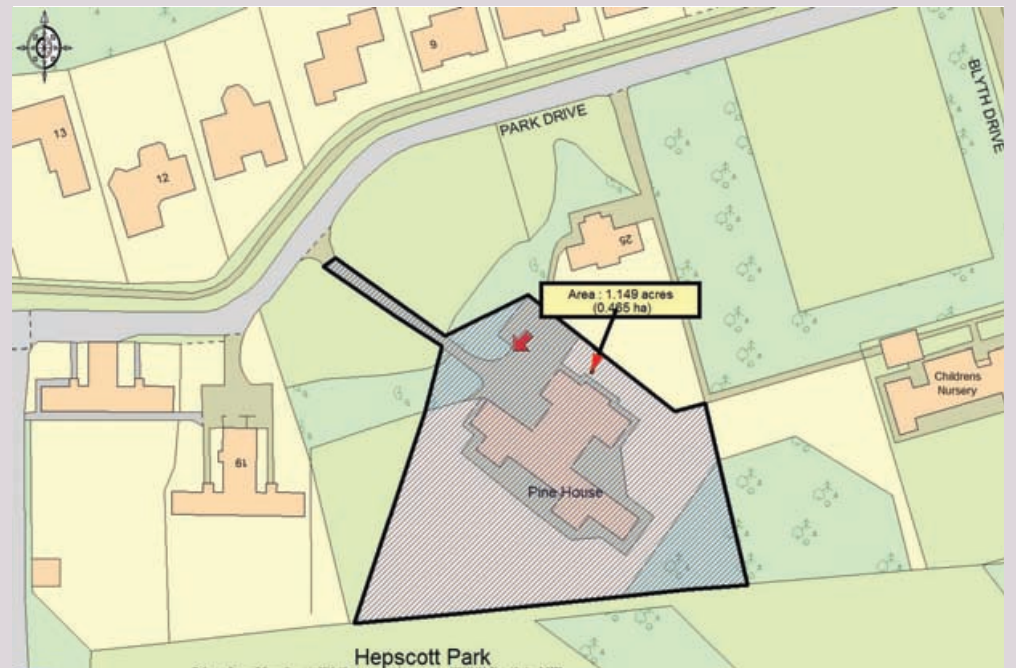 9
BLYTH DRIVE
PARK DRIVE
13
12
25
Area : 1.149 acres
(0.465 ha)
Childrens
Nursery
19
Pine House
Hepscott Park